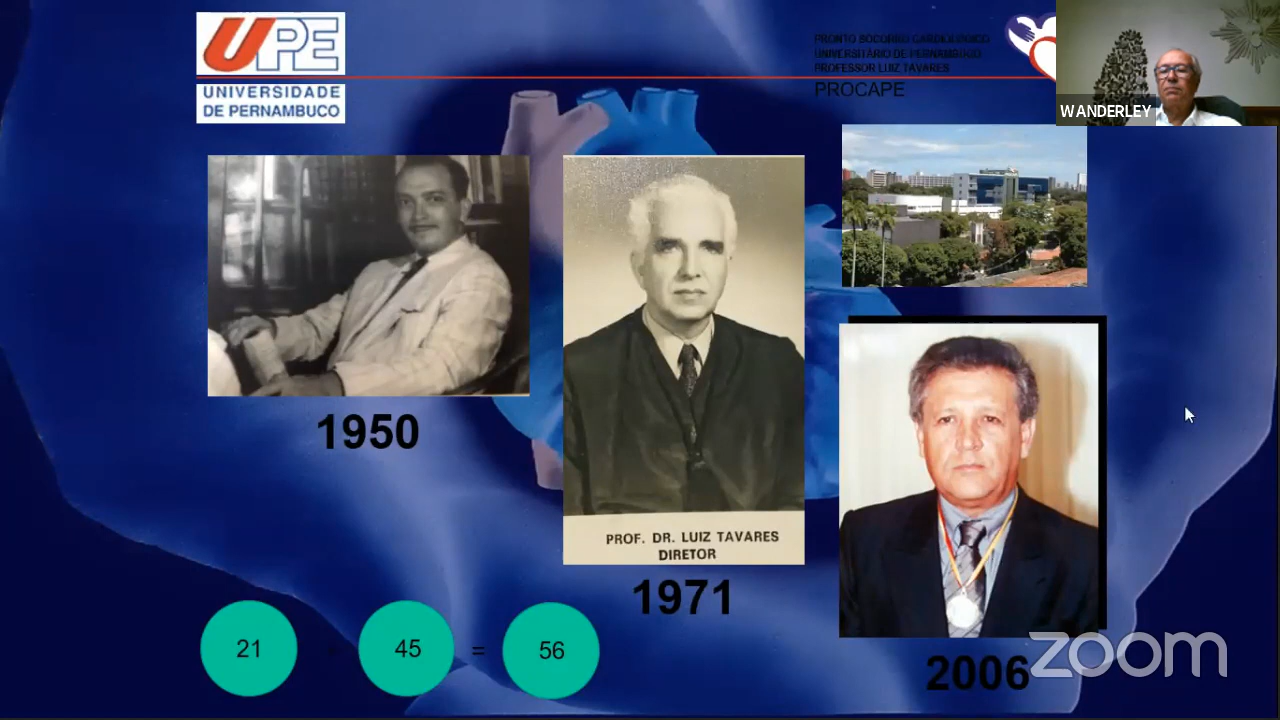 UPE
UNIVERSIDADE
DE PERNAMBUCO
PRONTO SOCORRO CARDIOLÓGICO
UNIVERSITÁRIO DE PERNAMBUCO
PROFESSOR LUIZ TAVARES
PROCAPE
WANDERLEY
1950
PROF. DR. LUIZ TAVARES
DIRETOR
1971
2006
21 + 45 = 56
zoom